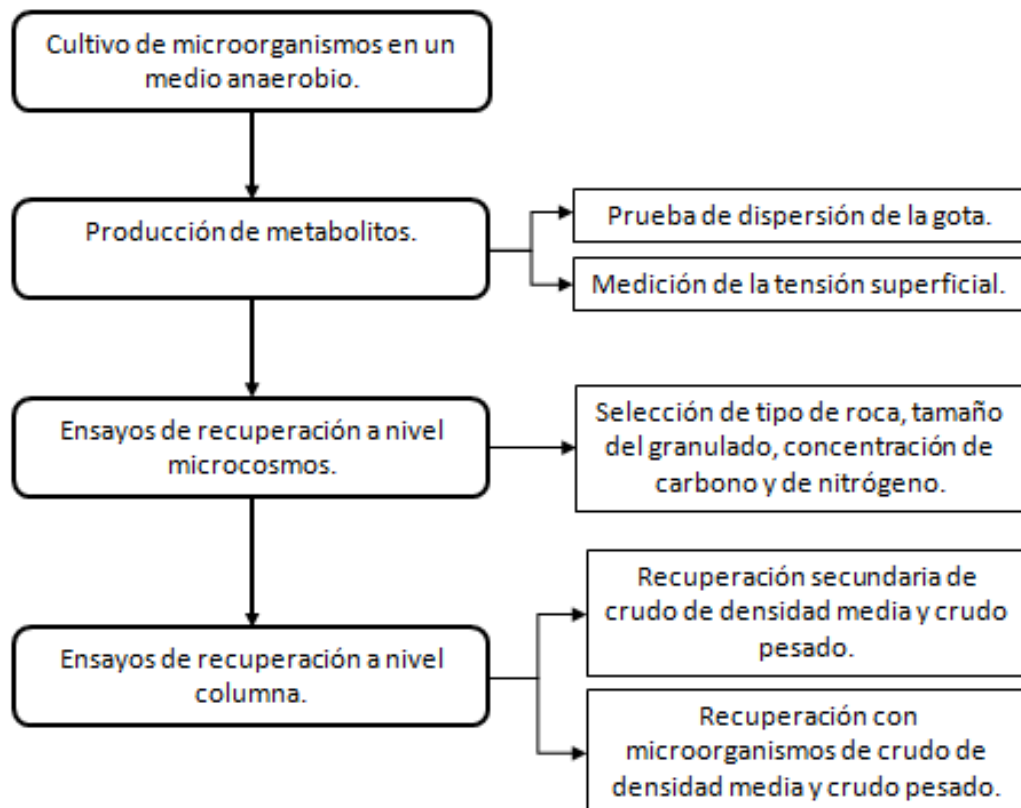 Cultivo de microorganismos en un
medio anaerobio.
Producción de metabolitos.
Prueba de dispersión de la gota.
Medición de la tensión superficial.
Ensayos de recuperación a nivel
microcosmos.
Selección de tipo de roca, tamaño
del granulado, concentración de
carbono y de nitrógeno.
Ensayos de recuperación a nivel
columna.
Recuperación secundaria de
crudo de densidad media y crudo
pesado.
Recuperación con
microorganismos de crudo de
densidad media y crudo pesado.